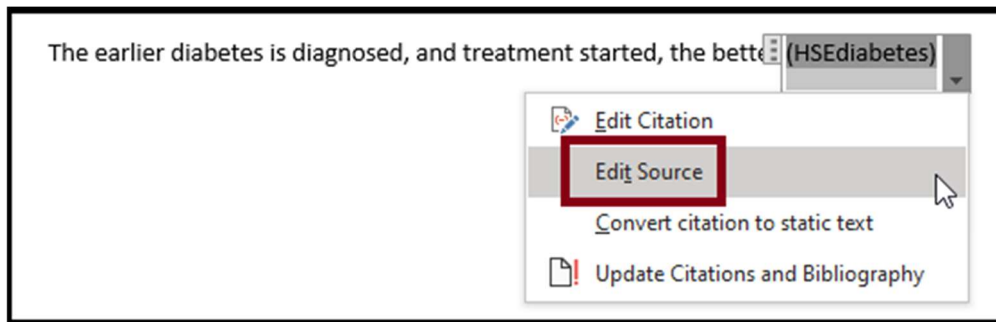 The earlier diabetes is diagnosed, and treatment started, the bette (HSEdiabetes)
Edit Citation
Edit Source
Convert citation to static text
Update Citations and Bibliography